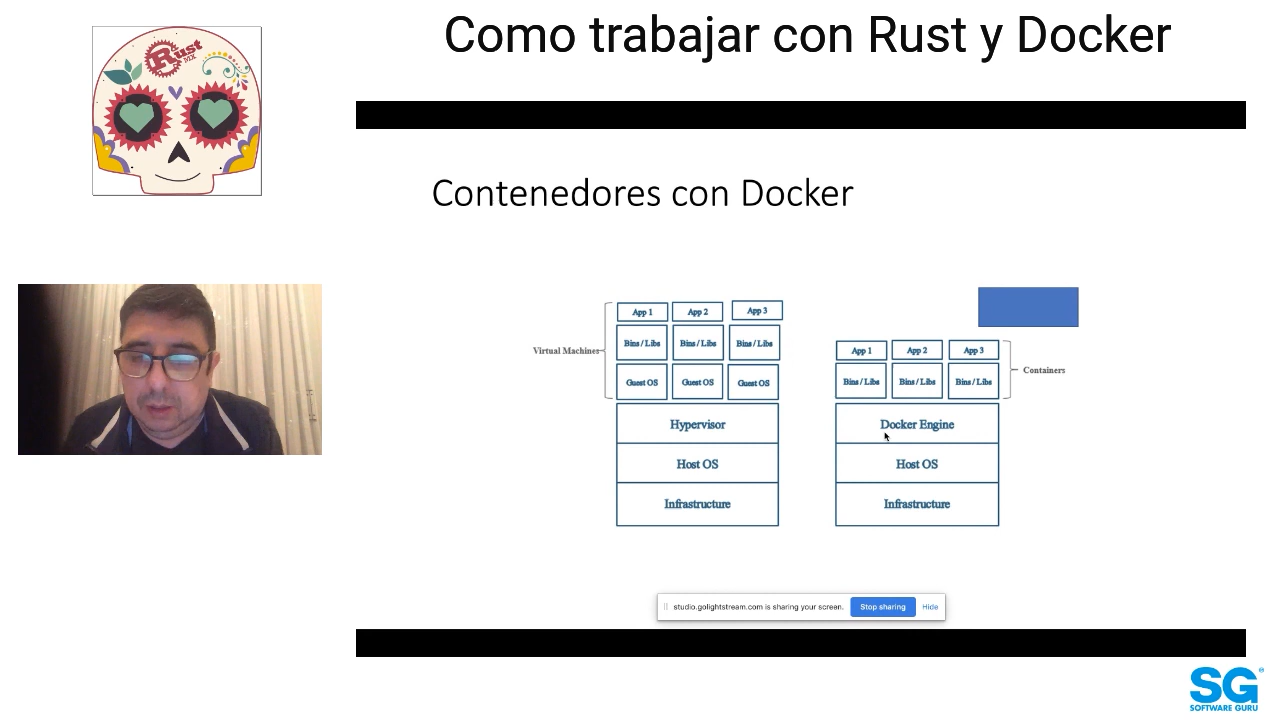 Como trabajar con Rust y Docker
Rust
MX
Contenedores con Docker
App 1
App 2
App 3
Virtual Machines
Bins / Libs
Bins / Libs
Bins / Libs
Guest OS
Guest OS
Guest OS
Hypervisor
Host OS
Infrastructure
App 1
App 2
App 3
Containers
Bins / Libs
Bins / Libs
Bins / Libs
Docker Engine
Host OS
Infrastructure
studio.golightstream.com is sharing your screen.
Stop sharing
Hide
SG®
SOFTWARE GURU